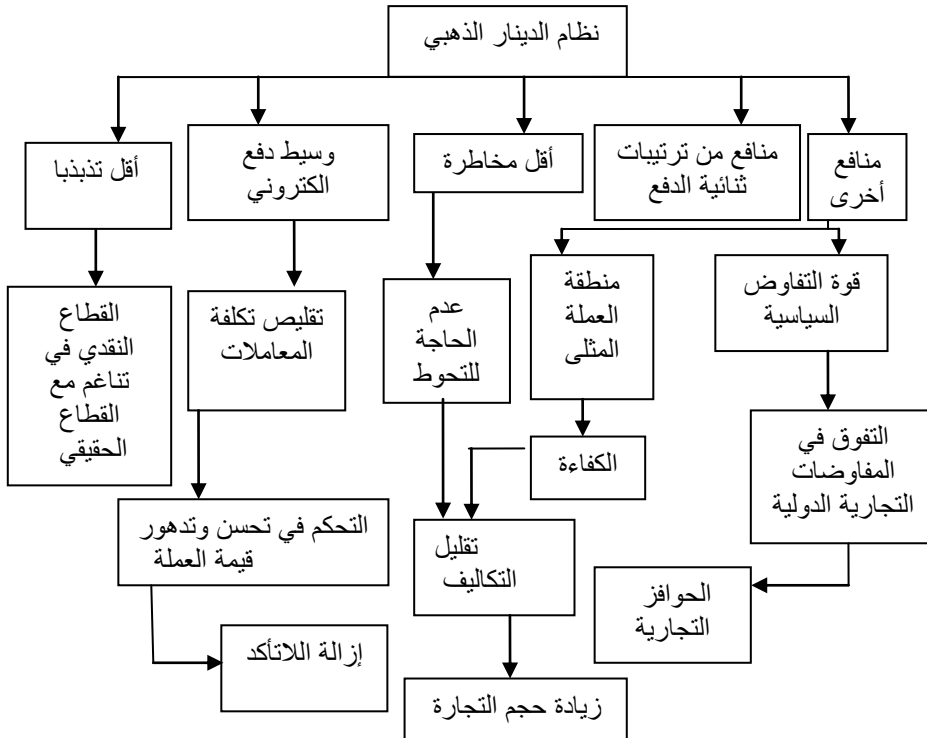 نظام الدينار الذهبي
منافع
أخرى
منافع من ترتيبات
ثنائية الدفع
أقل مخاطرة
وسيط دفع
الكتروني
أقل تذبذبا
قوة التفاوض
السياسية
منطقة
العملة
المثلى
عدم
الحاجة
للتحوط
تقليص تكلفة
المعاملات
القطاع
النقدي في
تناغم مع
القطاع
الحقيقي
التفوق في
المفاوضات
التجارية الدولية
الكفاءة
التحكم في تحسن وتدهور
قيمة العملة
تقليل
التكاليف
الحوافز
التجارية
إزالة اللاتأكد
زيادة حجم التجارة